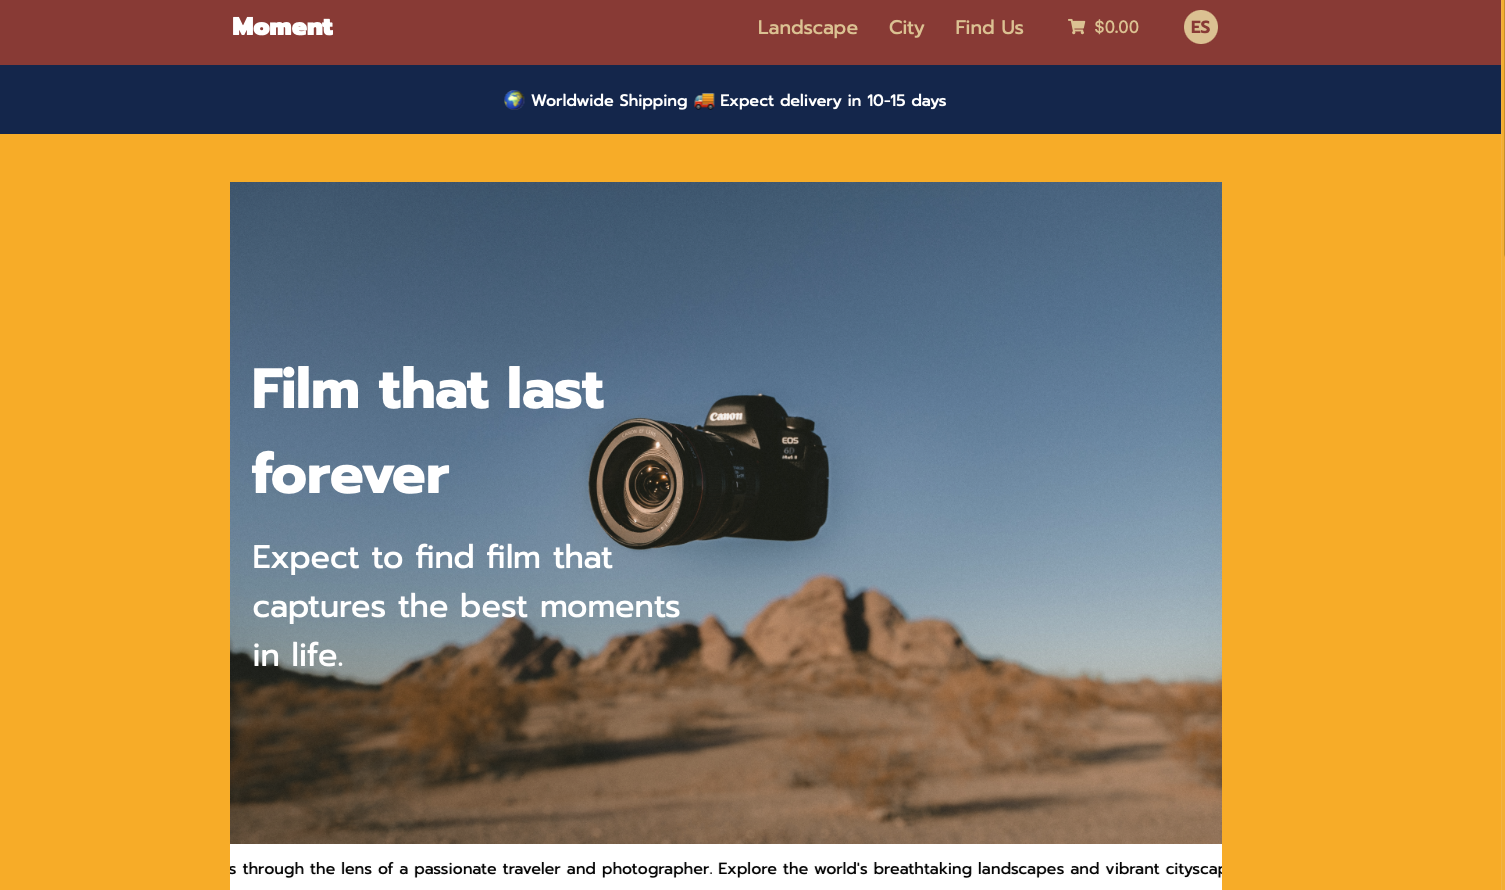 Moment
Landscape City Find Us $0.00 ES
🌍 Worldwide Shipping 🚚 Expect delivery in 10-15 days
Film that last
forever
Canon
EOS
6D
Expect to find film that
captures the best moments
in life.
s through the lens of a passionate traveler and photographer. Explore the world's breathtaking landscapes and vibrant cityscap